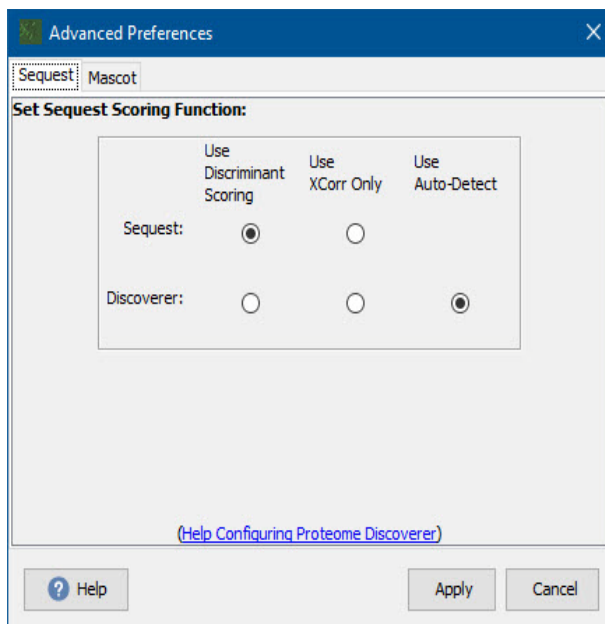 Advanced Preferences
Sequest Mascot
Set Sequest Scoring Function:
Use Discriminant Scoring
Use XCorr Only
Use Auto-Detect
Sequest:
Discoverer:
(Help Configuring Proteome Discoverer)
? Help Apply Cancel